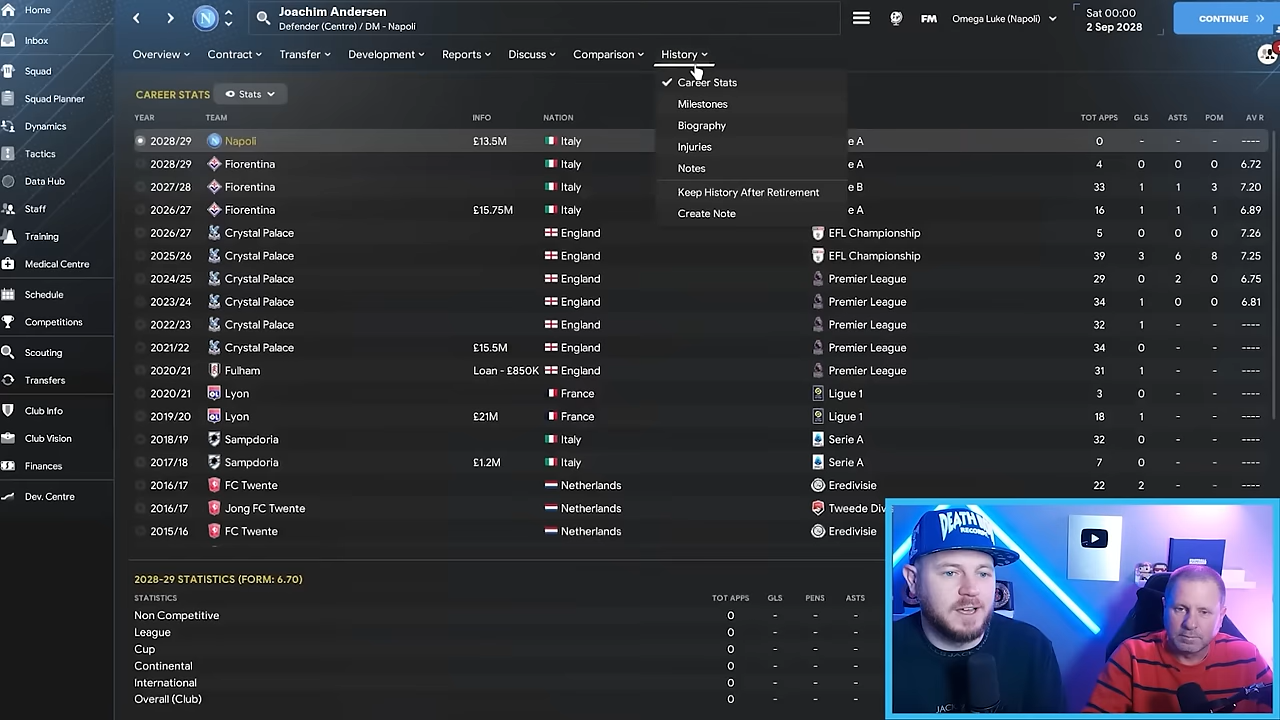 Home
Inbox
Squad
Squad Planner
Dynamics
Tactics
Data Hub
Staff
Training
Medical Centre
Schedule
Competitions
Scouting
Transfers
Club Info
Club Vision
Finances
Dev. Centre
Joachim Andersen
Defender (Centre) / DM - Napoli
FM
Omega Luke (Napoli)
Sat 00:00
2 Sep 2028
CONTINUE
Overview Contract Transfer Development Reports Discuss Comparison History
Career Stats
Milestones
Biography
Injuries
Notes
Keep History After Retirement
Create Note
CAREER STATS Stats
YEAR TEAM INFO NATION TOT APPS GLS ASTS POM AV R
2028/29 Napoli £13.5M Italy e A 0 - - - ----
2028/29 Fiorentina Italy e A 4 0 0 0 6.72
2027/28 Fiorentina Italy e B 33 1 1 3 7.20
2026/27 Fiorentina £15.75M Italy e A 16 1 1 1 6.89
2026/27 Crystal Palace England EFL Championship 5 0 0 0 7.26
2025/26 Crystal Palace England EFL Championship 39 3 6 8 7.25
2024/25 Crystal Palace England Premier League 29 0 2 0 6.75
2023/24 Crystal Palace England Premier League 34 1 0 0 6.81
2022/23 Crystal Palace England Premier League 32 1 - - ----
2021/22 Crystal Palace £15.5M England Premier League 34 0 - - ----
2020/21 Fulham Loan - £850K England Premier League 31 1 - - ----
2020/21 Lyon France Ligue 1 3 0 - - ----
2019/20 Lyon £21M France Ligue 1 18 1 - - ----
2018/19 Sampdoria Italy Serie A 32 0 - - ----
2017/18 Sampdoria £1.2M Italy Serie A 7 0 - - ----
2016/17 FC Twente Netherlands Eredivisie 22 2 - - ----
2016/17 Jong FC Twente Netherlands Tweede Div
2015/16 FC Twente Netherlands Eredivisie
2028-29 STATISTICS (FORM: 6.70)
STATISTICS TOT APPS GLS PENS ASTS
Non Competitive 0 - - -
League 0 - - -
Cup 0 - - -
Continental 0 - - -
International 0 - - -
Overall (Club) 0 - - -
DEATH